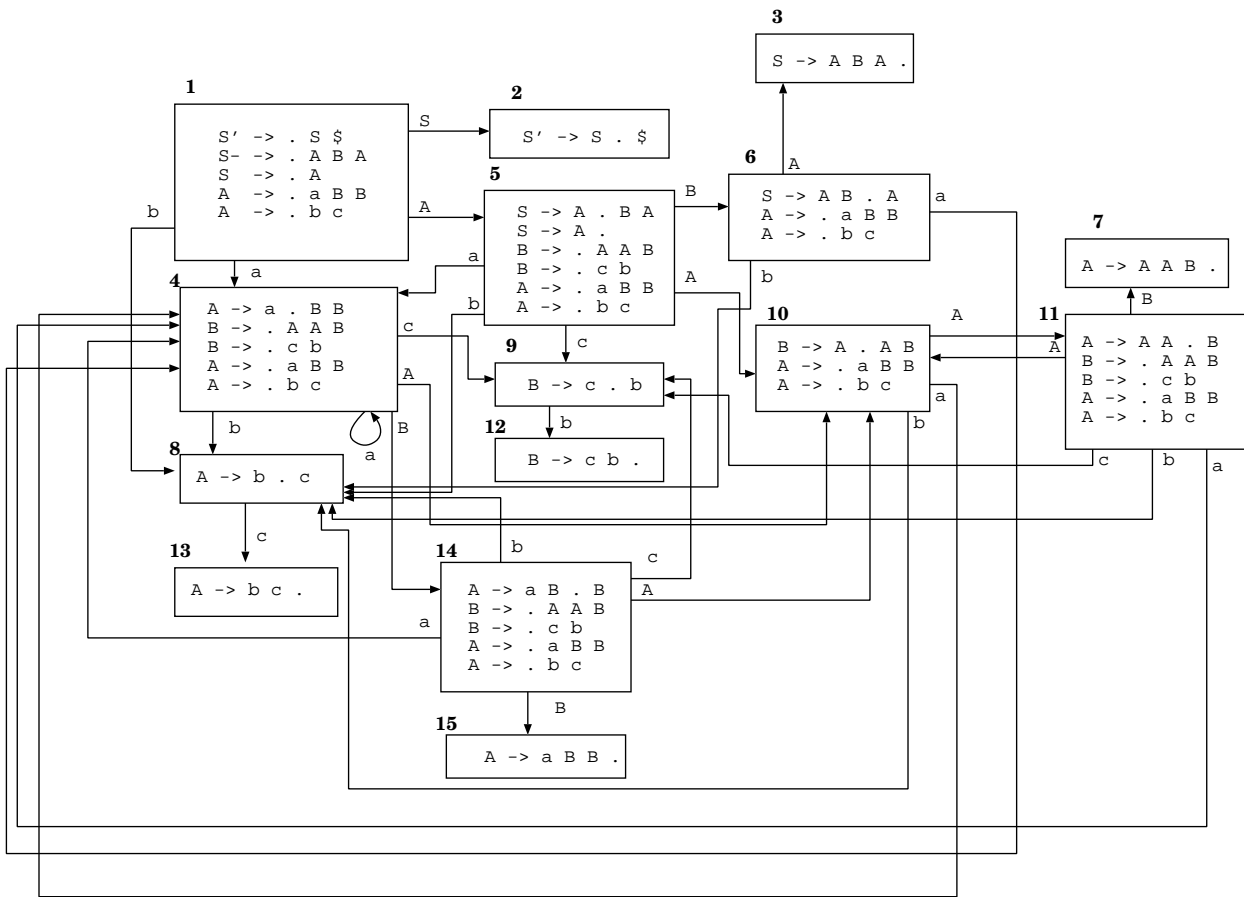 3
S -> A B A .
1
S' -> . S $
S- -> . A B A
S -> . A
A -> . a B B
A -> . b c
S
2
S' -> S . $
A
b
a
5
S -> A . B A
S -> A .
B -> . A A B
B -> . c b
A -> . a B B
A -> . b c
B
A
a
b
c
6
S -> A B . A
A -> . a B B
A -> . b c
A
a
b
7
A -> A A B .
B
4
A -> a . B B
B -> . A A B
B -> . c b
A -> . a B B
A -> . b c
c
A
B
a
b
9
B -> c . b
b
10
B -> A . A B
A -> . a B B
A -> . b c
A
a
b
11
A -> A A . B
B -> . A A B
B -> . c b
A -> . a B B
A -> . b c
A
c
b
a
12
B -> c b .
8
A -> b . c
c
13
A -> b c .
14
A -> a B . B
B -> . A A B
B -> . c b
A -> . a B B
A -> . b c
b
c
A
a
B
15
A -> a B B .